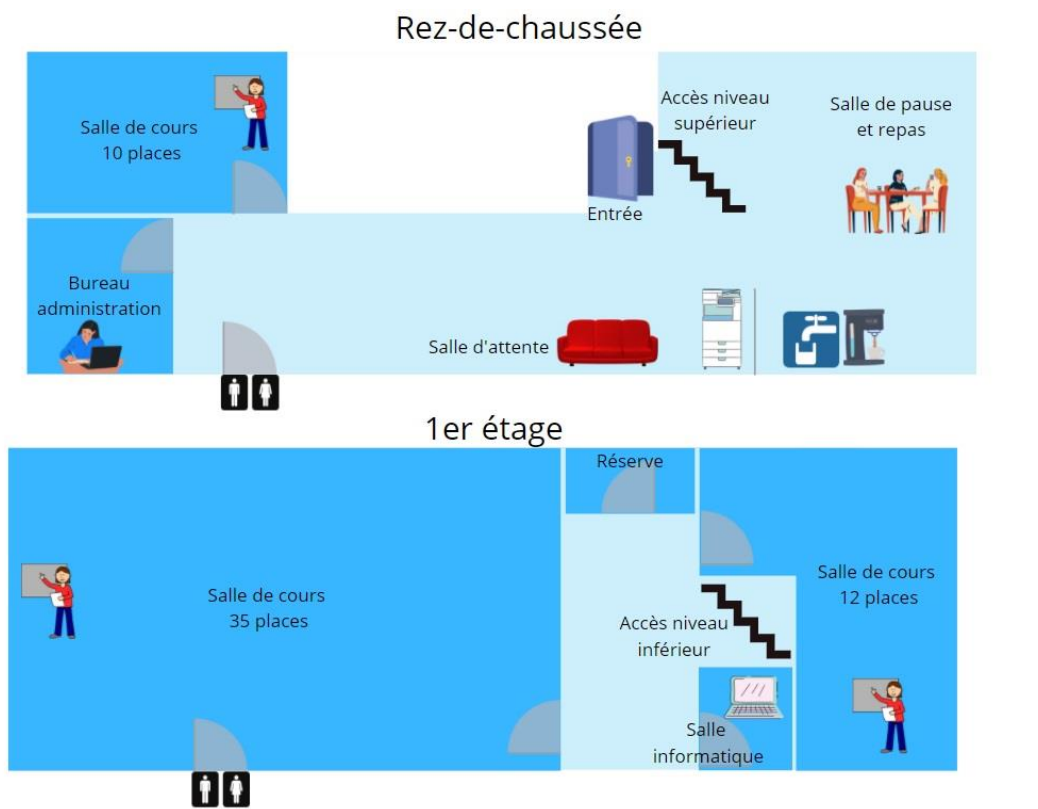 Rez-de-chaussée
Salle de cours
10 places
Accès niveau
supérieur
Salle de pause
et repas
Entrée
Bureau
administration
Salle d'attente
1er étage
Réserve
Salle de cours
35 places
Accès niveau
inférieur
Salle de cours
12 places
Salle
informatique